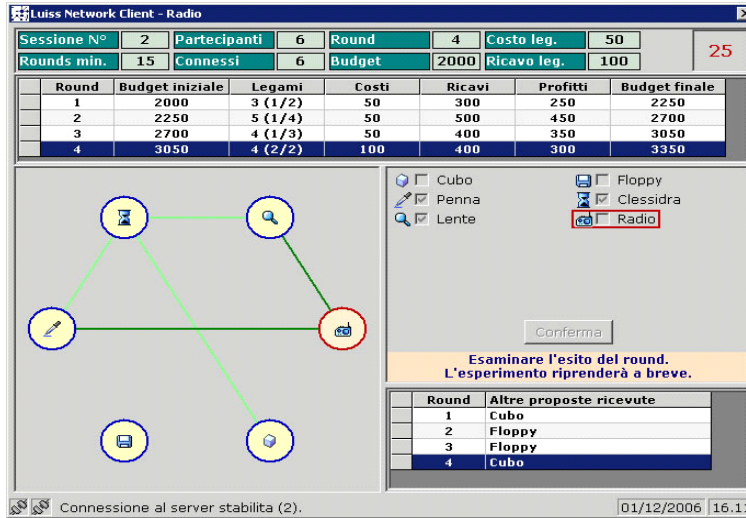 Luiss Network Client - Radio
Sessione N° 2 Partecipanti 6 Round 4 Costo leg. 50
Rounds min. 15 Connessi 6 Budget 2000 Ricavo leg. 100
25
Round Budget iniziale Legami Costi Ricavi Profitti Budget finale
1 2000 3 (1/2) 50 300 250 2250
2 2250 5 (1/4) 50 500 450 2700
3 2700 4 (1/3) 50 400 350 3050
4 3050 4 (2/2) 100 400 300 3350
Cubo Floppy
Penna Clessidra
Lente Radio
Conferma
Esaminare l'esito del round.
L'esperimento riprenderà a breve.
Round Altre proposte ricevute
1 Cubo
2 Floppy
3 Floppy
4 Cubo
Connessione al server stabilita (2). 01/12/2006